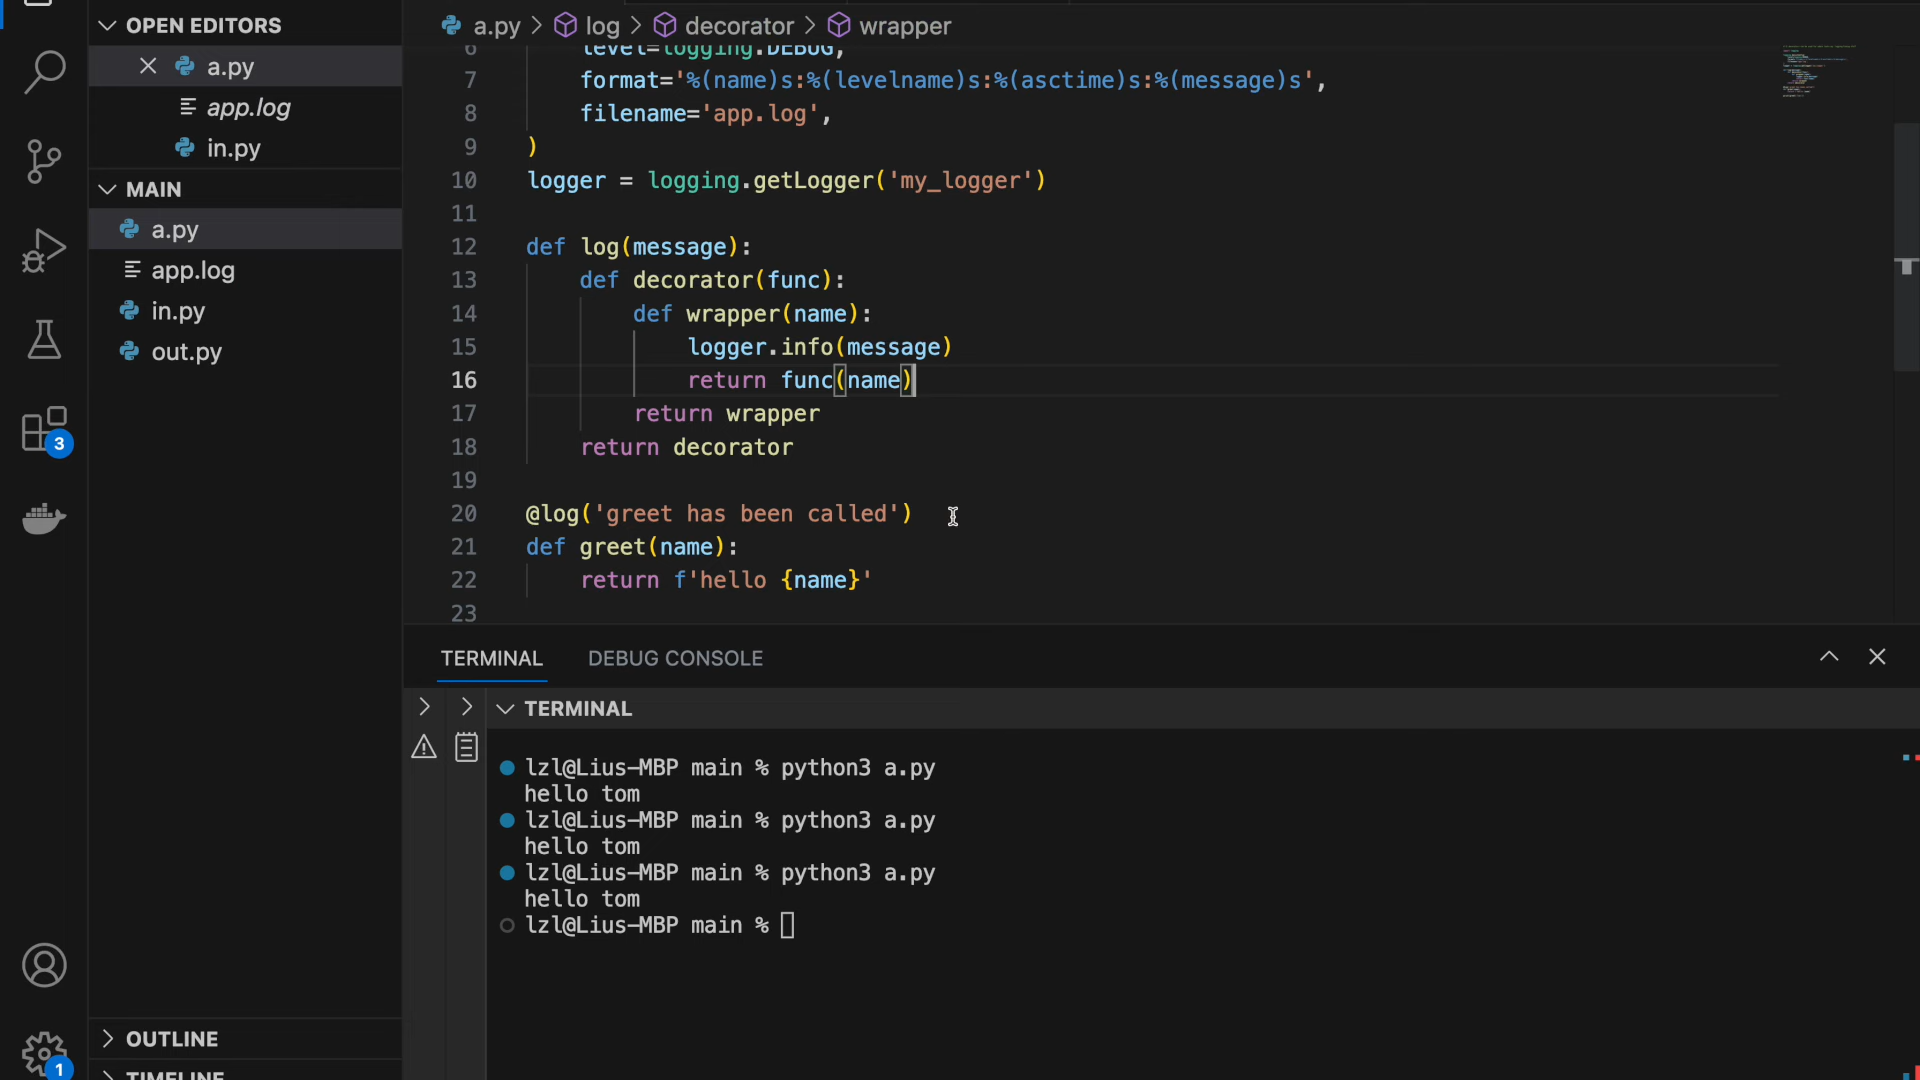 OPEN EDITORS
a.py
app.log
in.py
MAIN
a.py
app.log
in.py
out.py
3
1
OUTLINE
TIMELINE
a.py > log > decorator > wrapper
6 level=logging.DEBUG,
7 format='%(name)s:%(levelname)s:%(asctime)s:%(message)s',
8 filename='app.log',
9 )
10 logger = logging.getLogger('my_logger')
11
12 def log(message):
13 def decorator(func):
14 def wrapper(name):
15 logger.info(message)
16 return func(name)
17 return wrapper
18 return decorator
19
20 @log('greet has been called')
21 def greet(name):
22 return f'hello {name}'
23
TERMINAL DEBUG CONSOLE
TERMINAL
lzl@Lius-MBP main % python3 a.py
hello tom
lzl@Lius-MBP main % python3 a.py
hello tom
lzl@Lius-MBP main % python3 a.py
hello tom
lzl@Lius-MBP main %